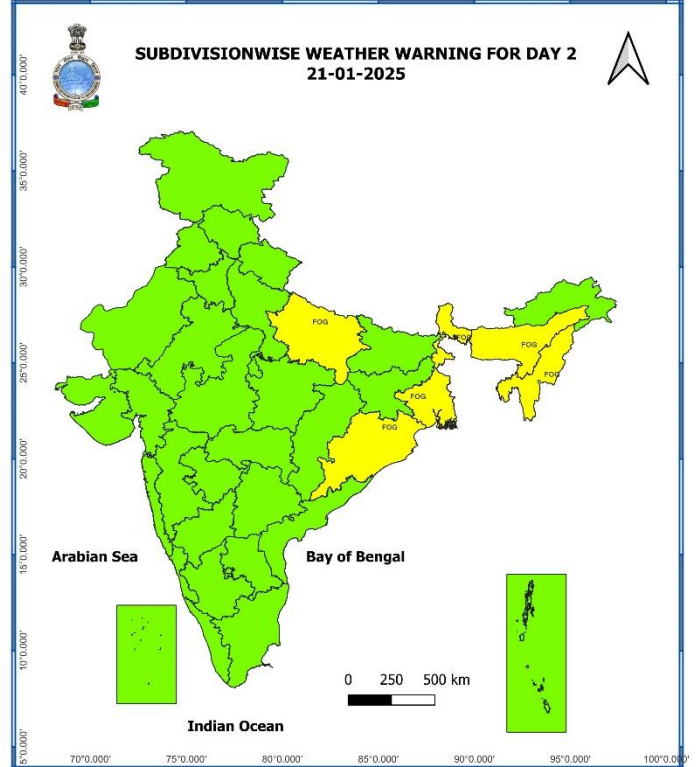 SUBDIVISIONWISE WEATHER WARNING FOR DAY 2
21-01-2025
40°0.000'
35°0.000'
30°0.000'
25°0.000'
20°0.000'
15°0.000'
10°0.000'
5°0.000'
FOG
FOG
FOG
FOG
FOG
FOG
Arabian Sea
Bay of Bengal
0 250 500 km
Indian Ocean
70°0.000' 75°0.000' 80°0.000' 85°0.000' 90°0.000' 95°0.000' 100°0.000'